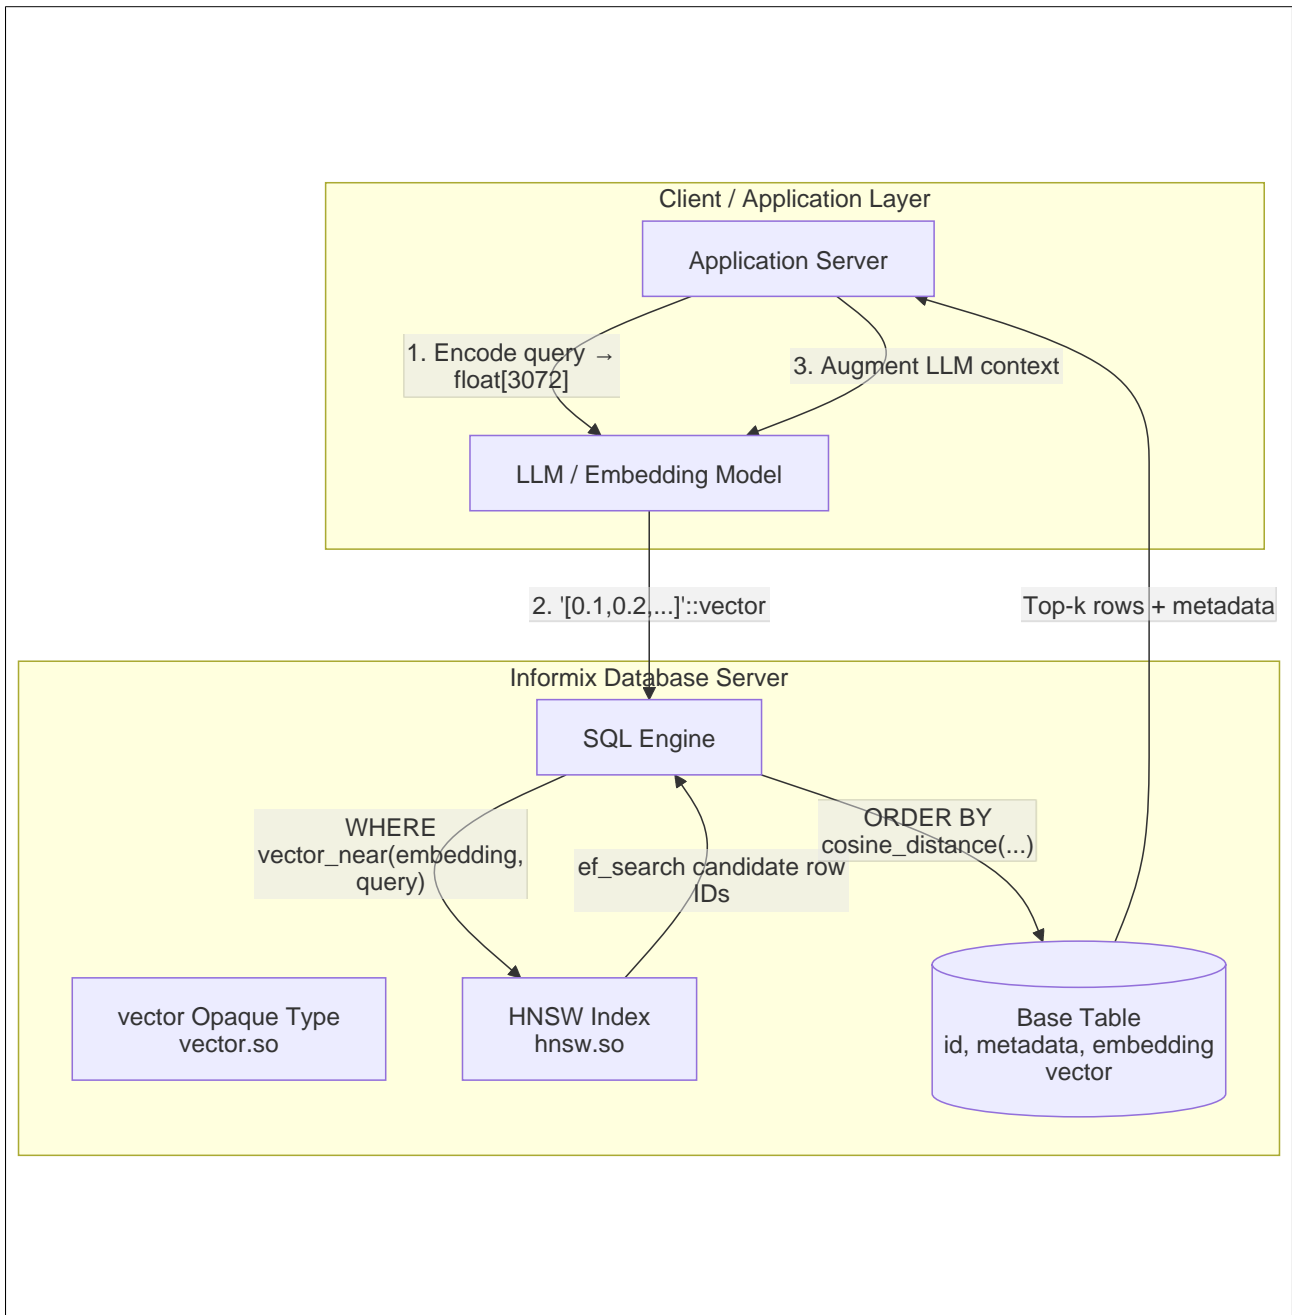 Client / Application Layer
Application Server
1. Encode query →
float[3072]
3. Augment LLM context
LLM / Embedding Model
2. '[0.1,0.2,...]'::vector
Top-k rows + metadata
Informix Database Server
SQL Engine
WHERE
vector_near(embedding,
query)
ef_search candidate row
IDs
ORDER BY
cosine_distance(...)
vector Opaque Type
vector.so
HNSW Index
hnsw.so
Base Table
id, metadata, embedding
vector